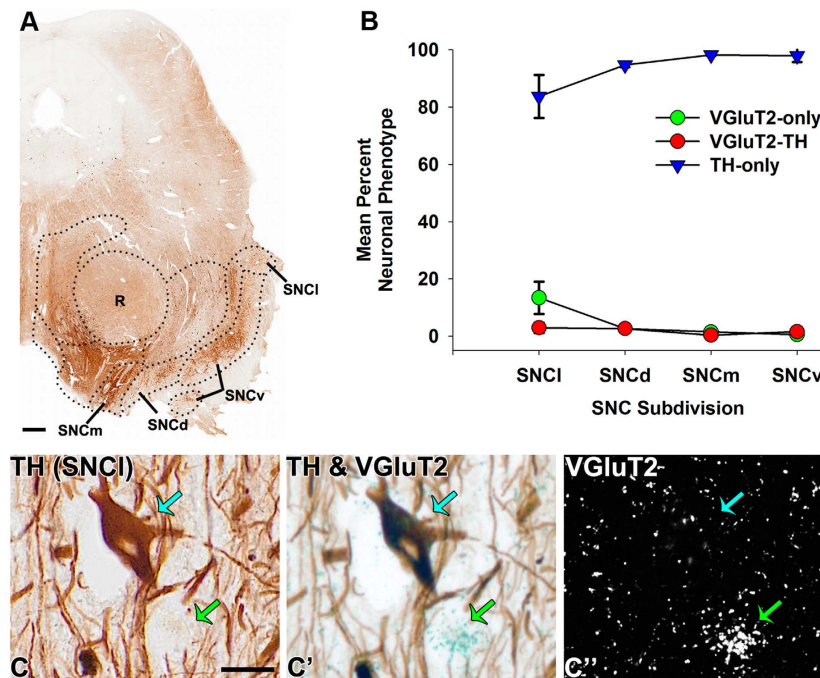 A
R
SNCl
SNCv
SNCd
SNCm
B
100
80
60
40
20
0
Mean Percent
Neuronal Phenotype
VGluT2-only
VGluT2-TH
TH-only
SNCl
SNCd
SNCm
SNCv
SNC Subdivision
TH (SNCl)
C
TH & VGluT2
C'
VGluT2
C''